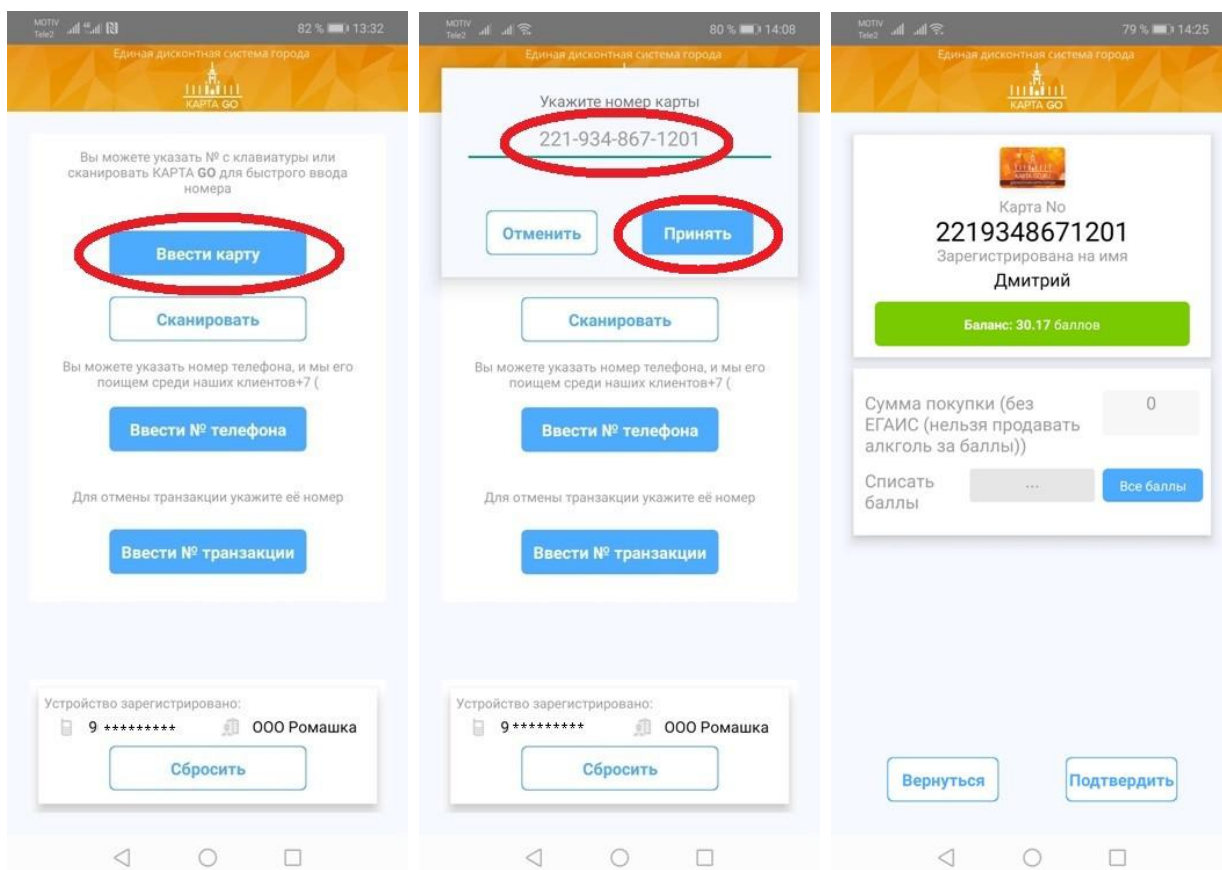 MOTIV
Tele2
4G
82 % 13:32
Единая дисконтная система города
КАРТА GO
Вы можете указать № с клавиатуры или
сканировать КАРТА GO для быстрого ввода
номера
Ввести карту
Сканировать
Вы можете указать номер телефона, и мы его
поищем среди наших клиентов+7 (
Ввести № телефона
Для отмены транзакции укажите её номер
Ввести № транзакции
Устройство зарегистрировано:
9 ********* ООО Ромашка
Сбросить
MOTIV
Tele2
80 % 14:08
Единая дисконтная система города
Укажите номер карты
221-934-867-1201
Отменить Принять
Сканировать
Вы можете указать номер телефона, и мы его
поищем среди наших клиентов+7 (
Ввести № телефона
Для отмены транзакции укажите её номер
Ввести № транзакции
Устройство зарегистрировано:
9 ********* ООО Ромашка
Сбросить
MOTIV
Tele2
79 % 14:25
Единая дисконтная система города
КАРТА GO
Карта No
2219348671201
Зарегистрирована на имя
Дмитрий
Баланс: 30.17 баллов
Сумма покупки (без 0
ЕГАИС (нельзя продавать
алкголь за баллы))
Списать ... Все баллы
баллы
Вернуться Подтвердить